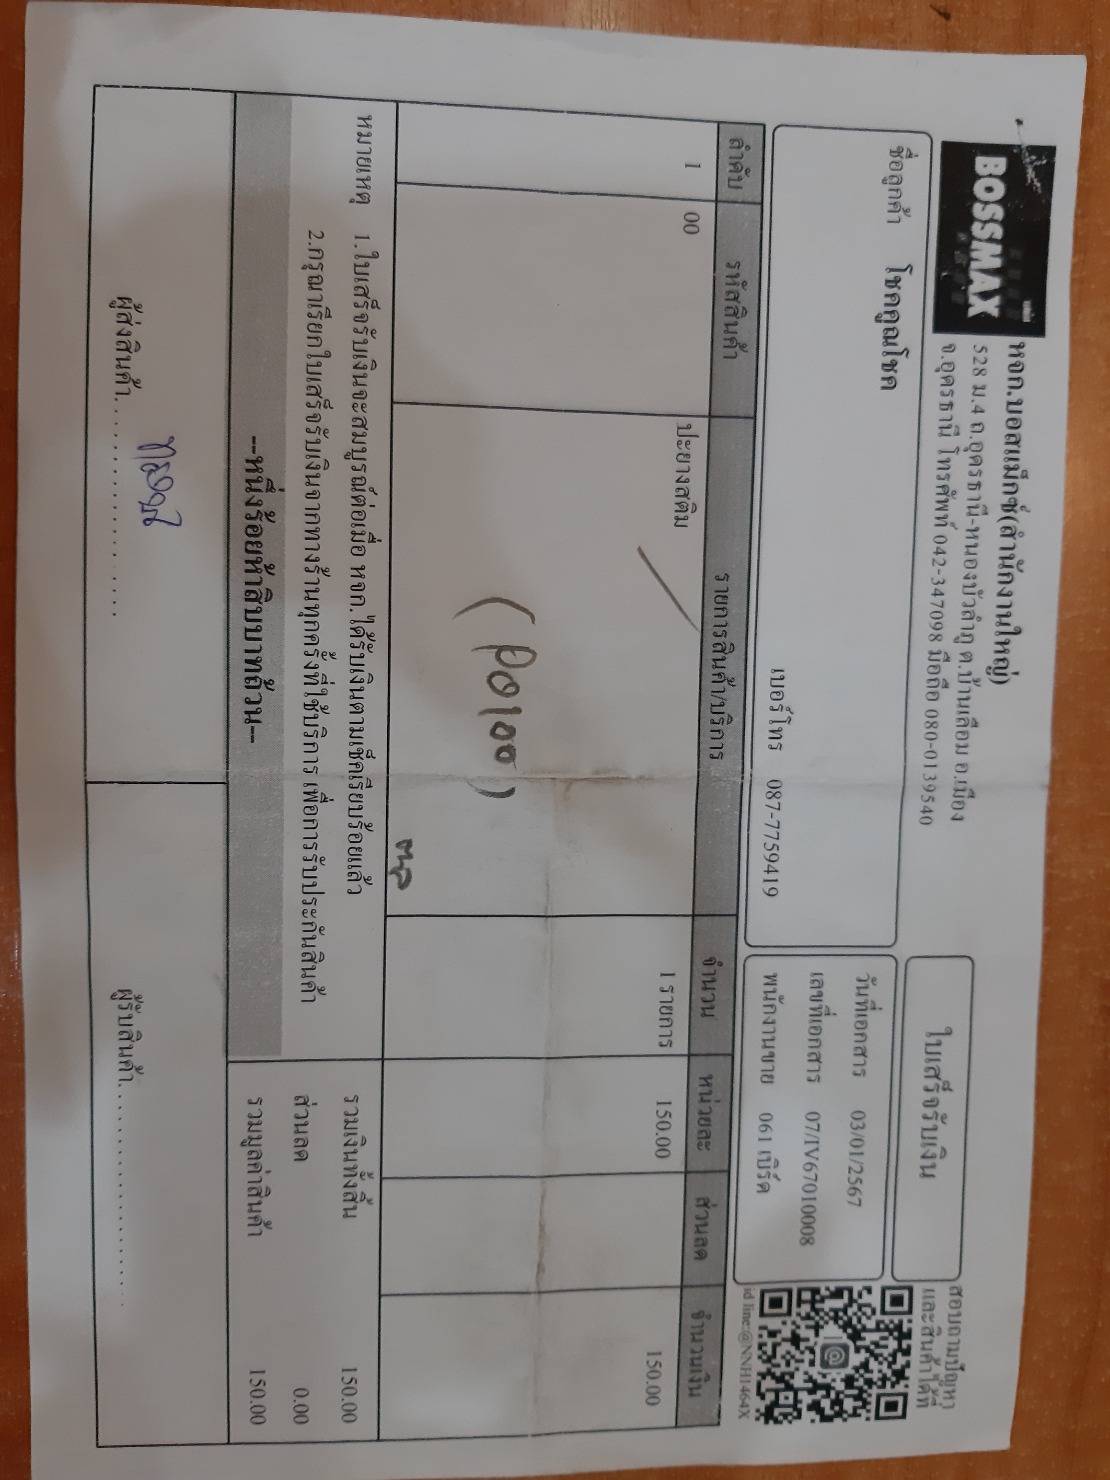 BOSSMAX
หจก.บอสแม็กซ์(สำนักงานใหญ่)
528 ม.4 ถ.อุดรธานี-หนองบัวลำภู ต.บ้านเลื่อม อ.เมือง
จ.อุดรธานี โทรศัพท์ 042-347098 มือถือ 080-0139540
ใบเสร็จรับเงิน
สอบถามปัญหา
และสินค้าได้ที่
id line:@NNH1464X
ชื่อลูกค้า โชคคูณโชค
เบอร์โทร 087-7759419
วันที่เอกสาร 03/01/2567
เลขที่เอกสาร 07/IV67010008
พนักงานขาย 061 เบิร์ด
ลำดับ รหัสสินค้า รายการสินค้า/บริการ จำนวน หน่วยละ ส่วนลด จำนวนเงิน
1 00 ปะยางสติม 1 รายการ 150.00 150.00
หมายเหตุ 1.ใบเสร็จรับเงินจะสมบูรณ์ต่อเมื่อ หจก.ได้รับเงินตามเช็คเรียบร้อยแล้ว
2.กรุณาเรียกใบเสร็จรับเงินจากทางร้านทุกครั้งที่ใช้บริการ เพื่อการรับประกันสินค้า
--หนึ่งร้อยห้าสิบบาทถ้วน--
รวมเงินทั้งสิ้น 150.00
ส่วนลด 0.00
รวมมูลค่าสินค้า 150.00
ผู้ส่งสินค้า
ผู้รับสินค้า